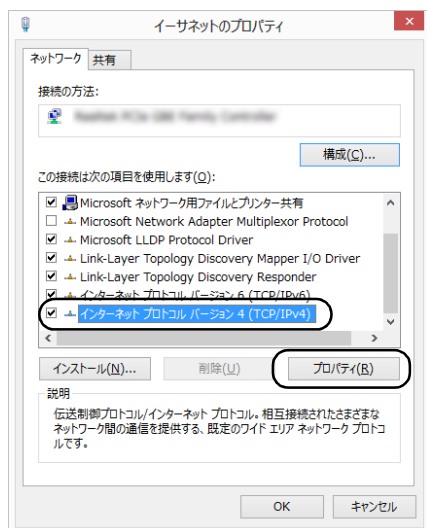 イーサネットのプロパティ
ネットワーク 共有
接続の方法:
構成(C)...
この接続は次の項目を使用します(O):
Microsoft ネットワーク用ファイルとプリンター共有
Microsoft Network Adapter Multiplexor Protocol
Microsoft LLDP Protocol Driver
Link-Layer Topology Discovery Mapper I/O Driver
Link-Layer Topology Discovery Responder
インターネット プロトコル バージョン 6 (TCP/IPv6)
インターネット プロトコル バージョン 4 (TCP/IPv4)
インストール(N)... 削除(U) プロパティ(R)
説明
伝送制御プロトコル/インターネット プロトコル。相互接続されたさまざまな
ネットワーク間の通信を提供する、既定のワイド エリア ネットワーク プロトコ
ルです。
OK キャンセル